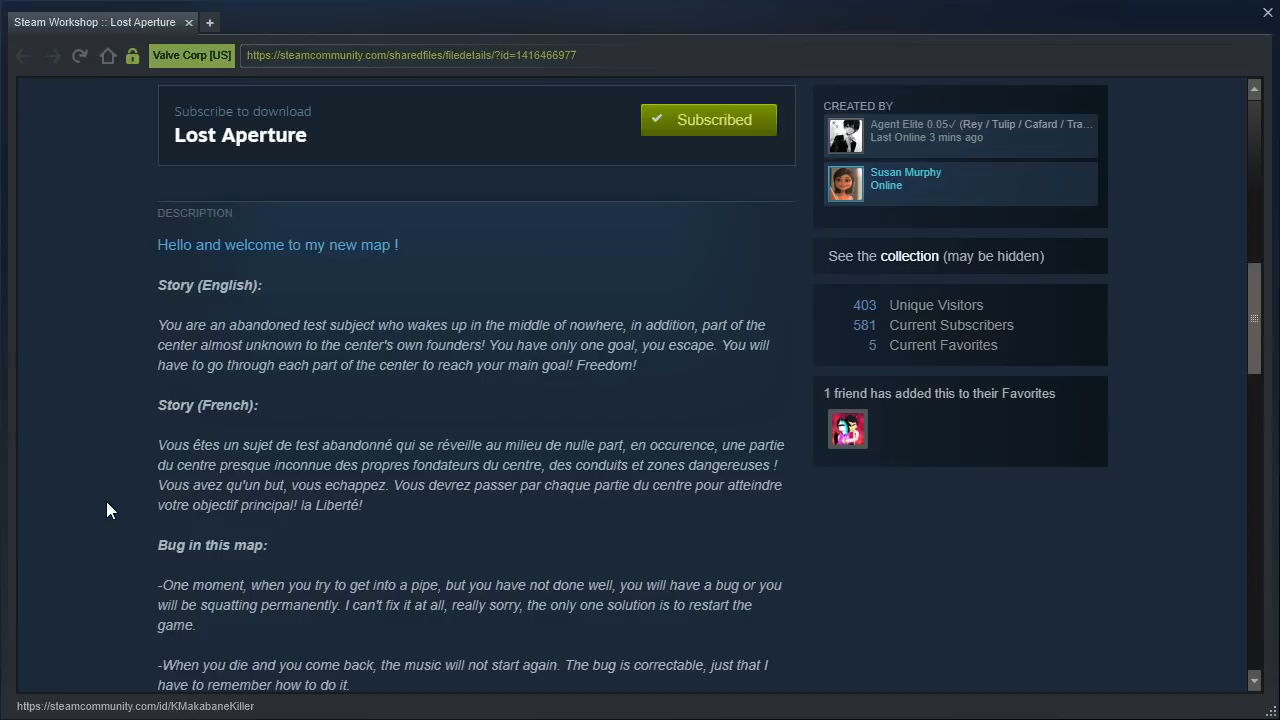 Steam Workshop :: Lost Aperture
Valve Corp [US]
https://steamcommunity.com/sharedfiles/filedetails/?id=1416466977
Subscribe to download
Lost Aperture
Subscribed
DESCRIPTION
Hello and welcome to my new map !
Story (English):
You are an abandoned test subject who wakes up in the middle of nowhere, in addition, part of the
center almost unknown to the center's own founders! You have only one goal, you escape. You will
have to go through each part of the center to reach your main goal! Freedom!
Story (French):
Vous êtes un sujet de test abandonné qui se réveille au milieu de nulle part, en occurence, une partie
du centre presque inconnue des propres fondateurs du centre, des conduits et zones dangereuses !
Vous avez qu'un but, vous echappez. Vous devrez passer par chaque partie du centre pour atteindre
votre objectif principal! la Liberté!
Bug in this map:
-One moment, when you try to get into a pipe, but you have not done well, you will have a bug or you
will be squatting permanently. I can't fix it at all, really sorry, the only one solution is to restart the
game.
-When you die and you come back, the music will not start again. The bug is correctable, just that I
have to remember how to do it.
CREATED BY
Agent Elite 0.05✓ (Rey / Tulip / Cafard / Tra...
Last Online 3 mins ago
Susan Murphy
Online
See the collection (may be hidden)
403 Unique Visitors
581 Current Subscribers
5 Current Favorites
1 friend has added this to their Favorites
https://steamcommunity.com/id/KMakabaneKiller